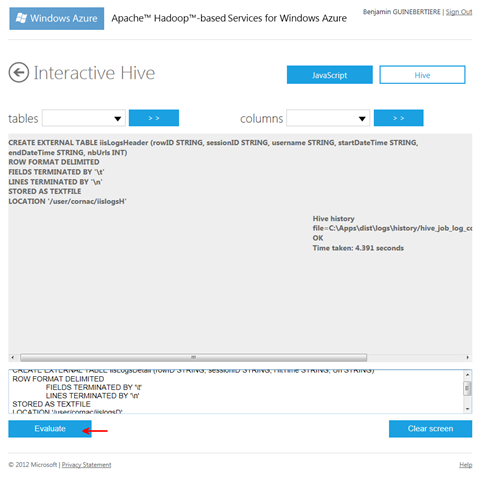 Windows Azure
Apache™ Hadoop™-based Services for Windows Azure
Benjamin GUINEBERTIERE | Sign Out
Interactive Hive
JavaScript
Hive
tables
> >
columns
> >
CREATE EXTERNAL TABLE iisLogsHeader (rowID STRING, sessionID STRING, username STRING, startDateTime STRING,
endDateTime STRING, nbUrls INT)
ROW FORMAT DELIMITED
FIELDS TERMINATED BY '\t'
LINES TERMINATED BY '\n'
STORED AS TEXTFILE
LOCATION '/user/cornac/iislogsH'
Hive history
file=C:\Apps\dist\logs\history/hive_job_log_co
OK
Time taken: 4.391 seconds
CREATE EXTERNAL TABLE iisLogsDetail (rowID STRING, sessionID STRING, HitTime STRING, Url STRING)
ROW FORMAT DELIMITED
FIELDS TERMINATED BY '\t'
LINES TERMINATED BY '\n'
STORED AS TEXTFILE
LOCATION '/user/cornac/iislogsD'
Evaluate
Clear screen
© 2012 Microsoft | Privacy Statement
Help